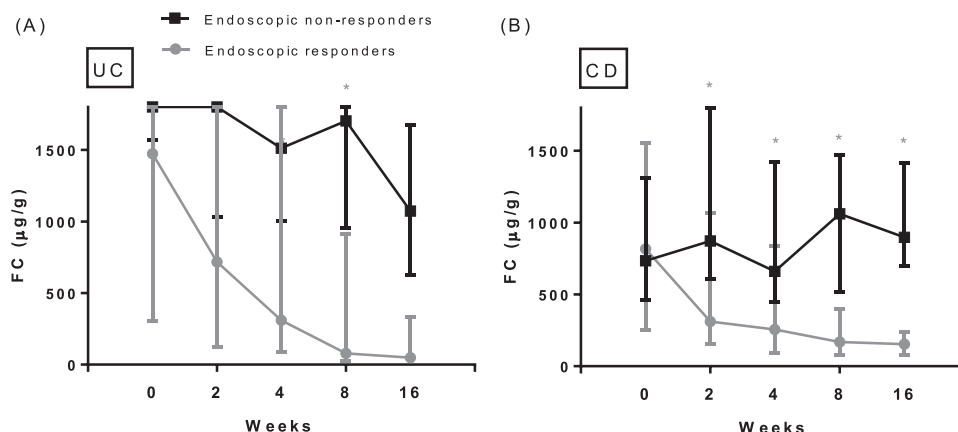 (A)
Endoscopic non-responders
Endoscopic responders
UC
*
1500
1000
500
0
FC (µg/g)
0 2 4 8 16
Weeks
(B)
CD
* * * *
1500
1000
500
0
FC (µg/g)
0 2 4 8 16
Weeks